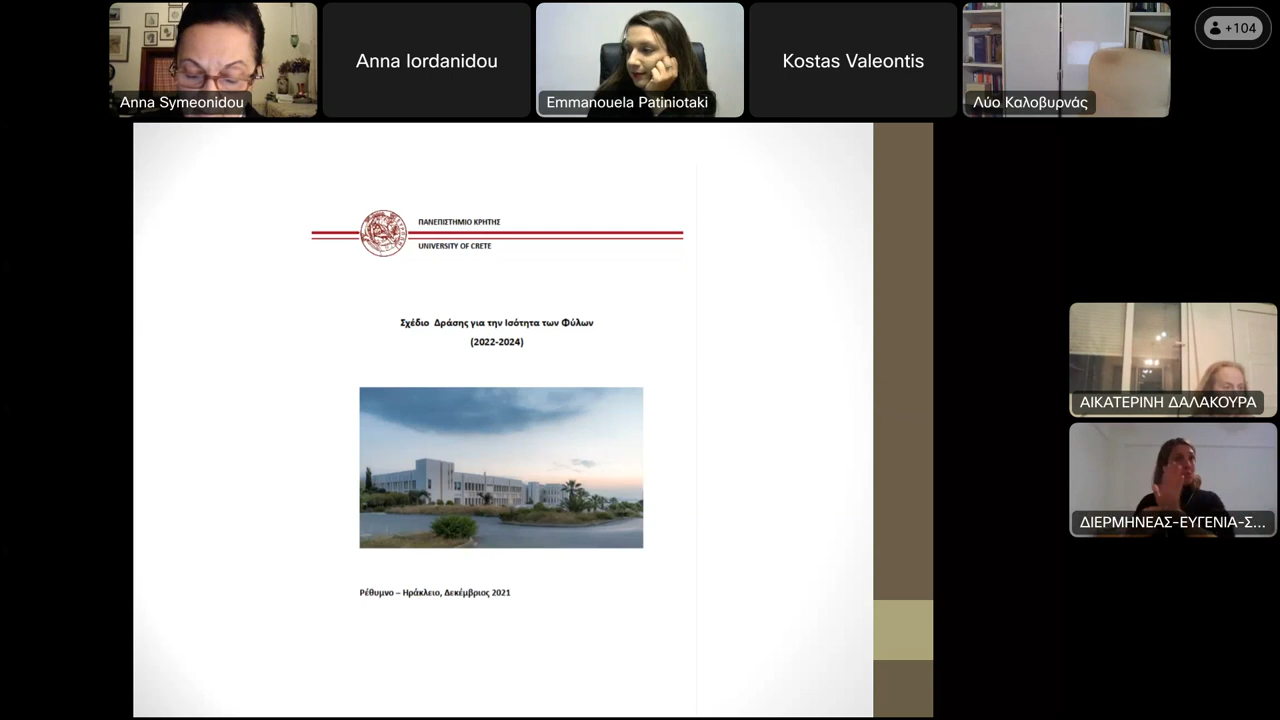 Anna Symeonidou
Anna Iordanidou
Emmanouela Patiniotaki
Kostas Valeontis
Λύο Καλοβυρνάς
+104
ΠΑΝΕΠΙΣΤΗΜΙΟ ΚΡΗΤΗΣ
UNIVERSITY OF CRETE
Σχέδιο Δράσης για την Ισότητα των Φύλων
(2022-2024)
Ρέθυμνο – Ηράκλειο, Δεκέμβριος 2021
ΑΙΚΑΤΕΡΙΝΗ ΔΑΛΑΚΟΥΡΑ
ΔΙΕΡΜΗΝΕΑΣ-ΕΥΓΕΝΙΑ-Σ...